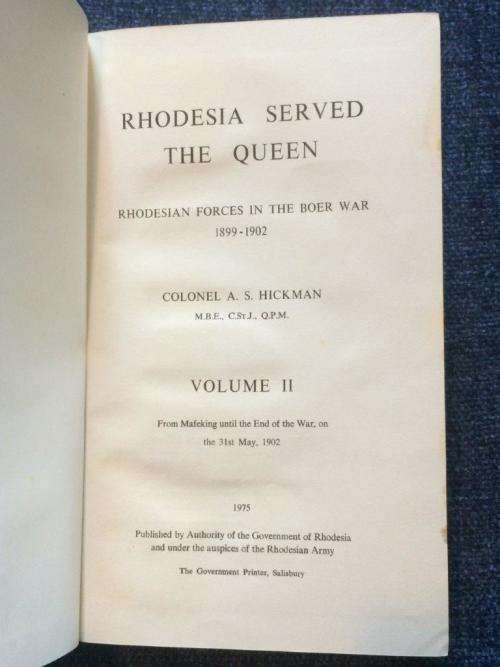 RHODESIA SERVED
THE QUEEN
RHODESIAN FORCES IN THE BOER WAR
1899-1902
COLONEL A. S. HICKMAN
M.B.E., C.ST.J., Q.P.M.
VOLUME II
From Mafeking until the End of the War, on
the 31st May, 1902
1975
Published by Authority of the Government of Rhodesia
and under the auspices of the Rhodesian Army
The Government Printer, Salisbury